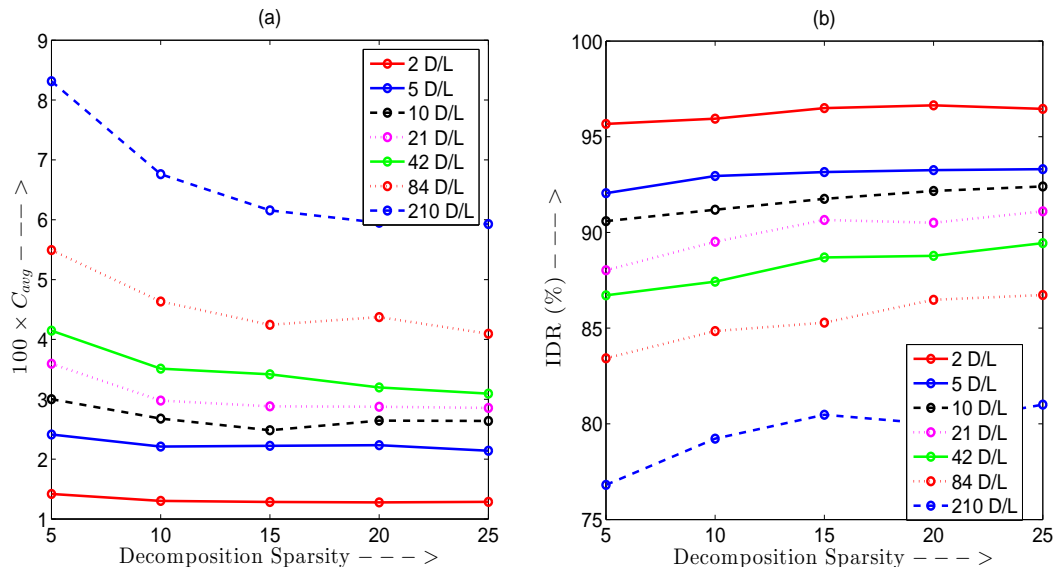 (a)
9
8
7
6
5
4
3
2
1
100 × C_avg − − − >
2 D/L
5 D/L
10 D/L
21 D/L
42 D/L
84 D/L
210 D/L
5 10 15 20 25
Decomposition Sparsity − − − >
(b)
100
95
90
85
80
75
IDR (%) − − − >
2 D/L
5 D/L
10 D/L
21 D/L
42 D/L
84 D/L
210 D/L
5 10 15 20 25
Decomposition Sparsity − − − >